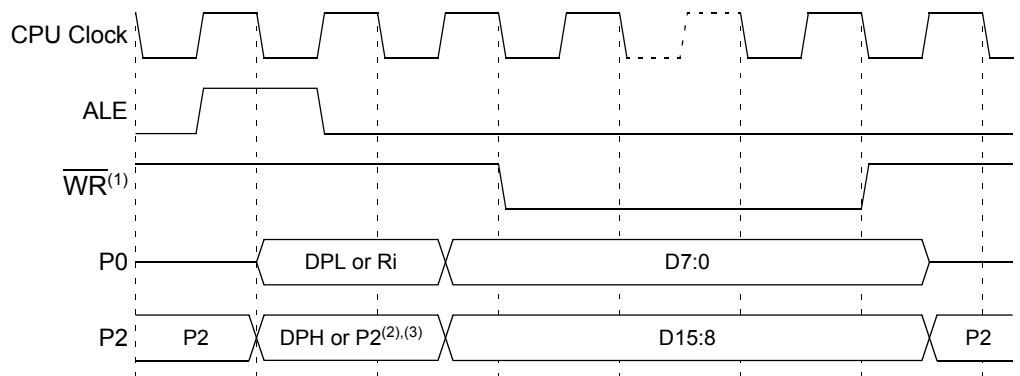 CPU Clock
ALE
WR(1)
P0 DPL or Ri D7:0
P2 P2 DPH or P2(2),(3) D15:8 P2